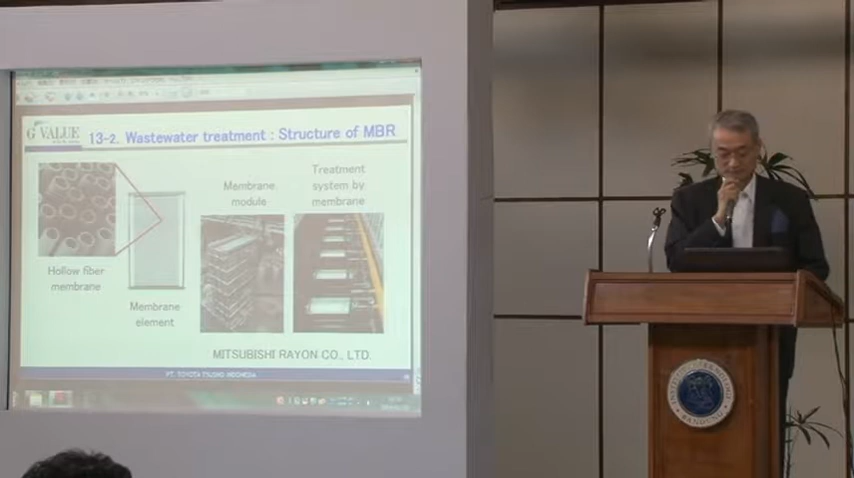 G' VALUE
13-2. Wastewater treatment : Structure of MBR
Hollow fiber
membrane
Membrane
element
Membrane
module
Treatment
system by
membrane
MITSUBISHI RAYON CO., LTD.
PT. TOYOTA TSUSHO INDONESIA
BANDUNG